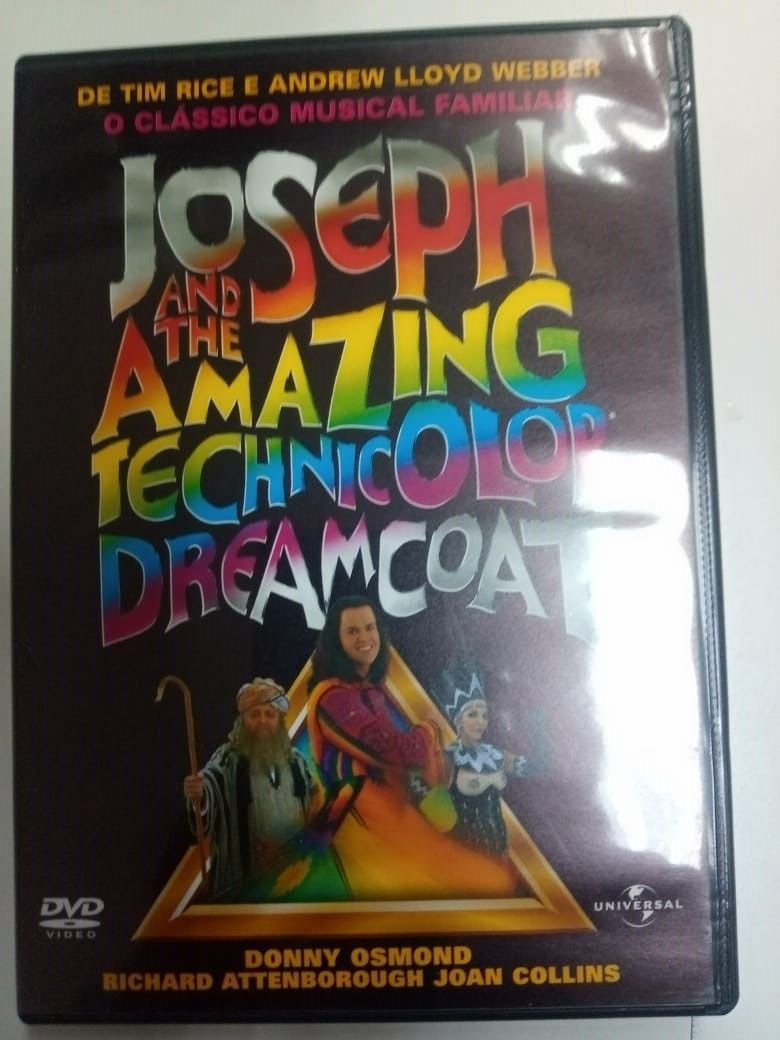 DE TIM RICE E ANDREW LLOYD WEBBER
O CLÁSSICO MUSICAL FAMILIAR
JOSEPH
AND
THE
AMAZING
TECHNICOLOR
DREAMCOAT
DVD
VIDEO
UNIVERSAL
DONNY OSMOND
RICHARD ATTENBOROUGH JOAN COLLINS